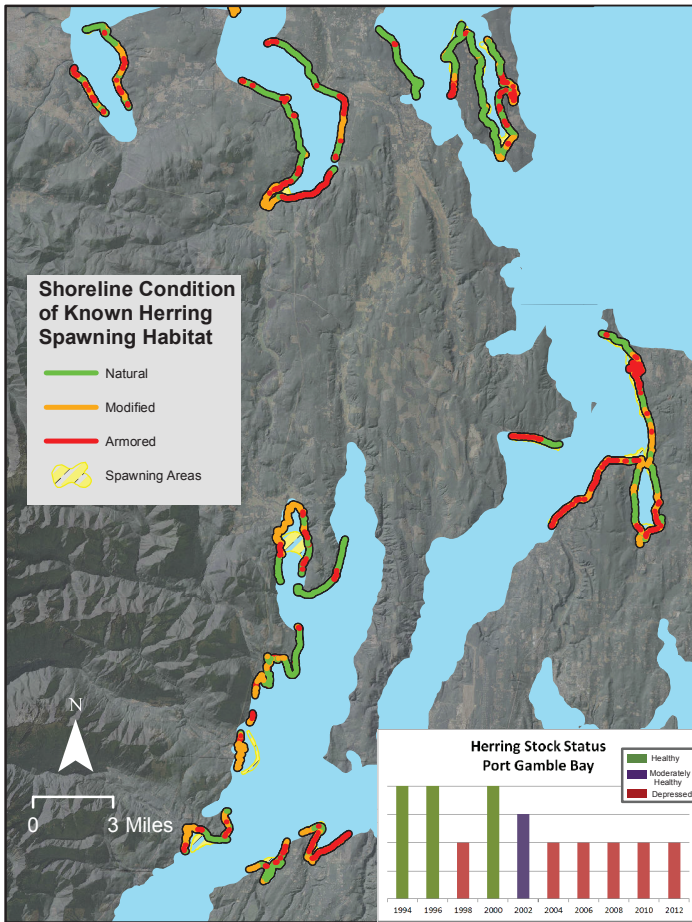 Shoreline Condition
of Known Herring
Spawning Habitat
Natural
Modified
Armored
Spawning Areas
N
0 3 Miles
Herring Stock Status
Port Gamble Bay
Healthy
Moderately
Healthy
Depressed
1994 1996 1998 2000 2002 2004 2006 2008 2010 2012